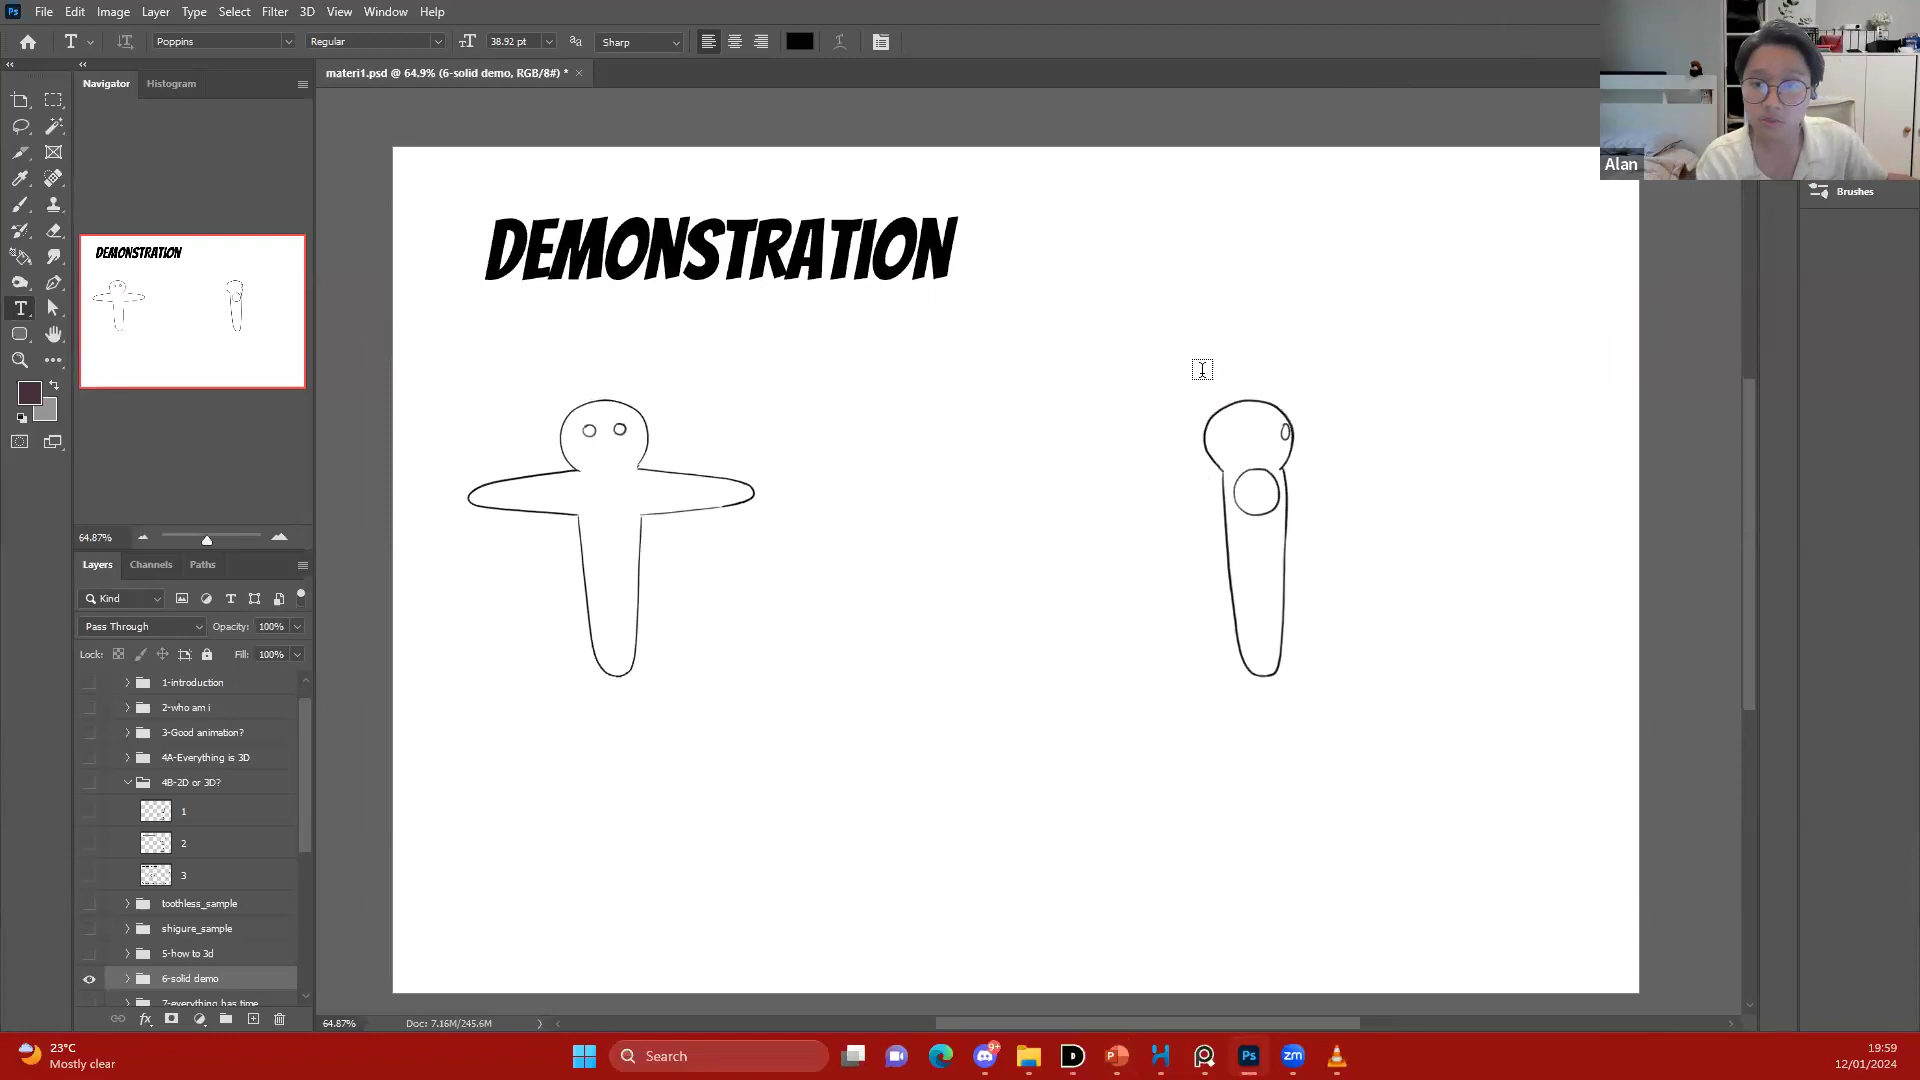 Ps File Edit Image Layer Type Select Filter 3D View Window Help
T Poppins Regular 38.92 pt Sharp
materi1.psd @ 64.9% (6-solid demo, RGB/8#) * ×
Navigator Histogram
DEMONSTRATION
64.87%
Layers Channels Paths
Kind
Pass Through Opacity: 100%
Lock: Fill: 100%
1-introduction
2-who am i
3-Good animation?
4A-Everything is 3D
4B-2D or 3D?
1
2
3
toothless_sample
shigure_sample
5-how to 3d
6-solid demo
7-everything has time
fx
DEMONSTRATION
Alan
Brushes
64.87% Doc: 7.16M/245.6M
23°C
Mostly clear
Search
9+
D
P
H
Ps
zm
19:59
12/01/2024